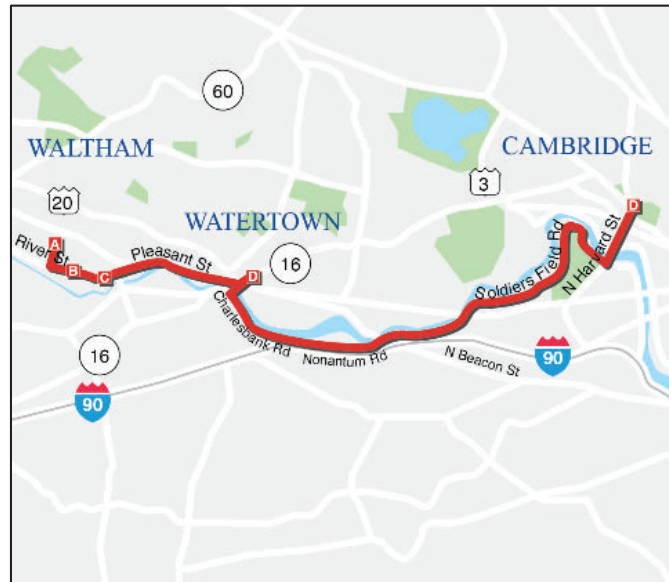 60
CAMBRIDGE
WALTHAM
3
20
WATERTOWN
D
A
River St
B
C
Pleasant St
D
16
Soldiers Field Rd
N Harvard St
Charlesbank Rd
Nonantum Rd
N Beacon St
90
16
90